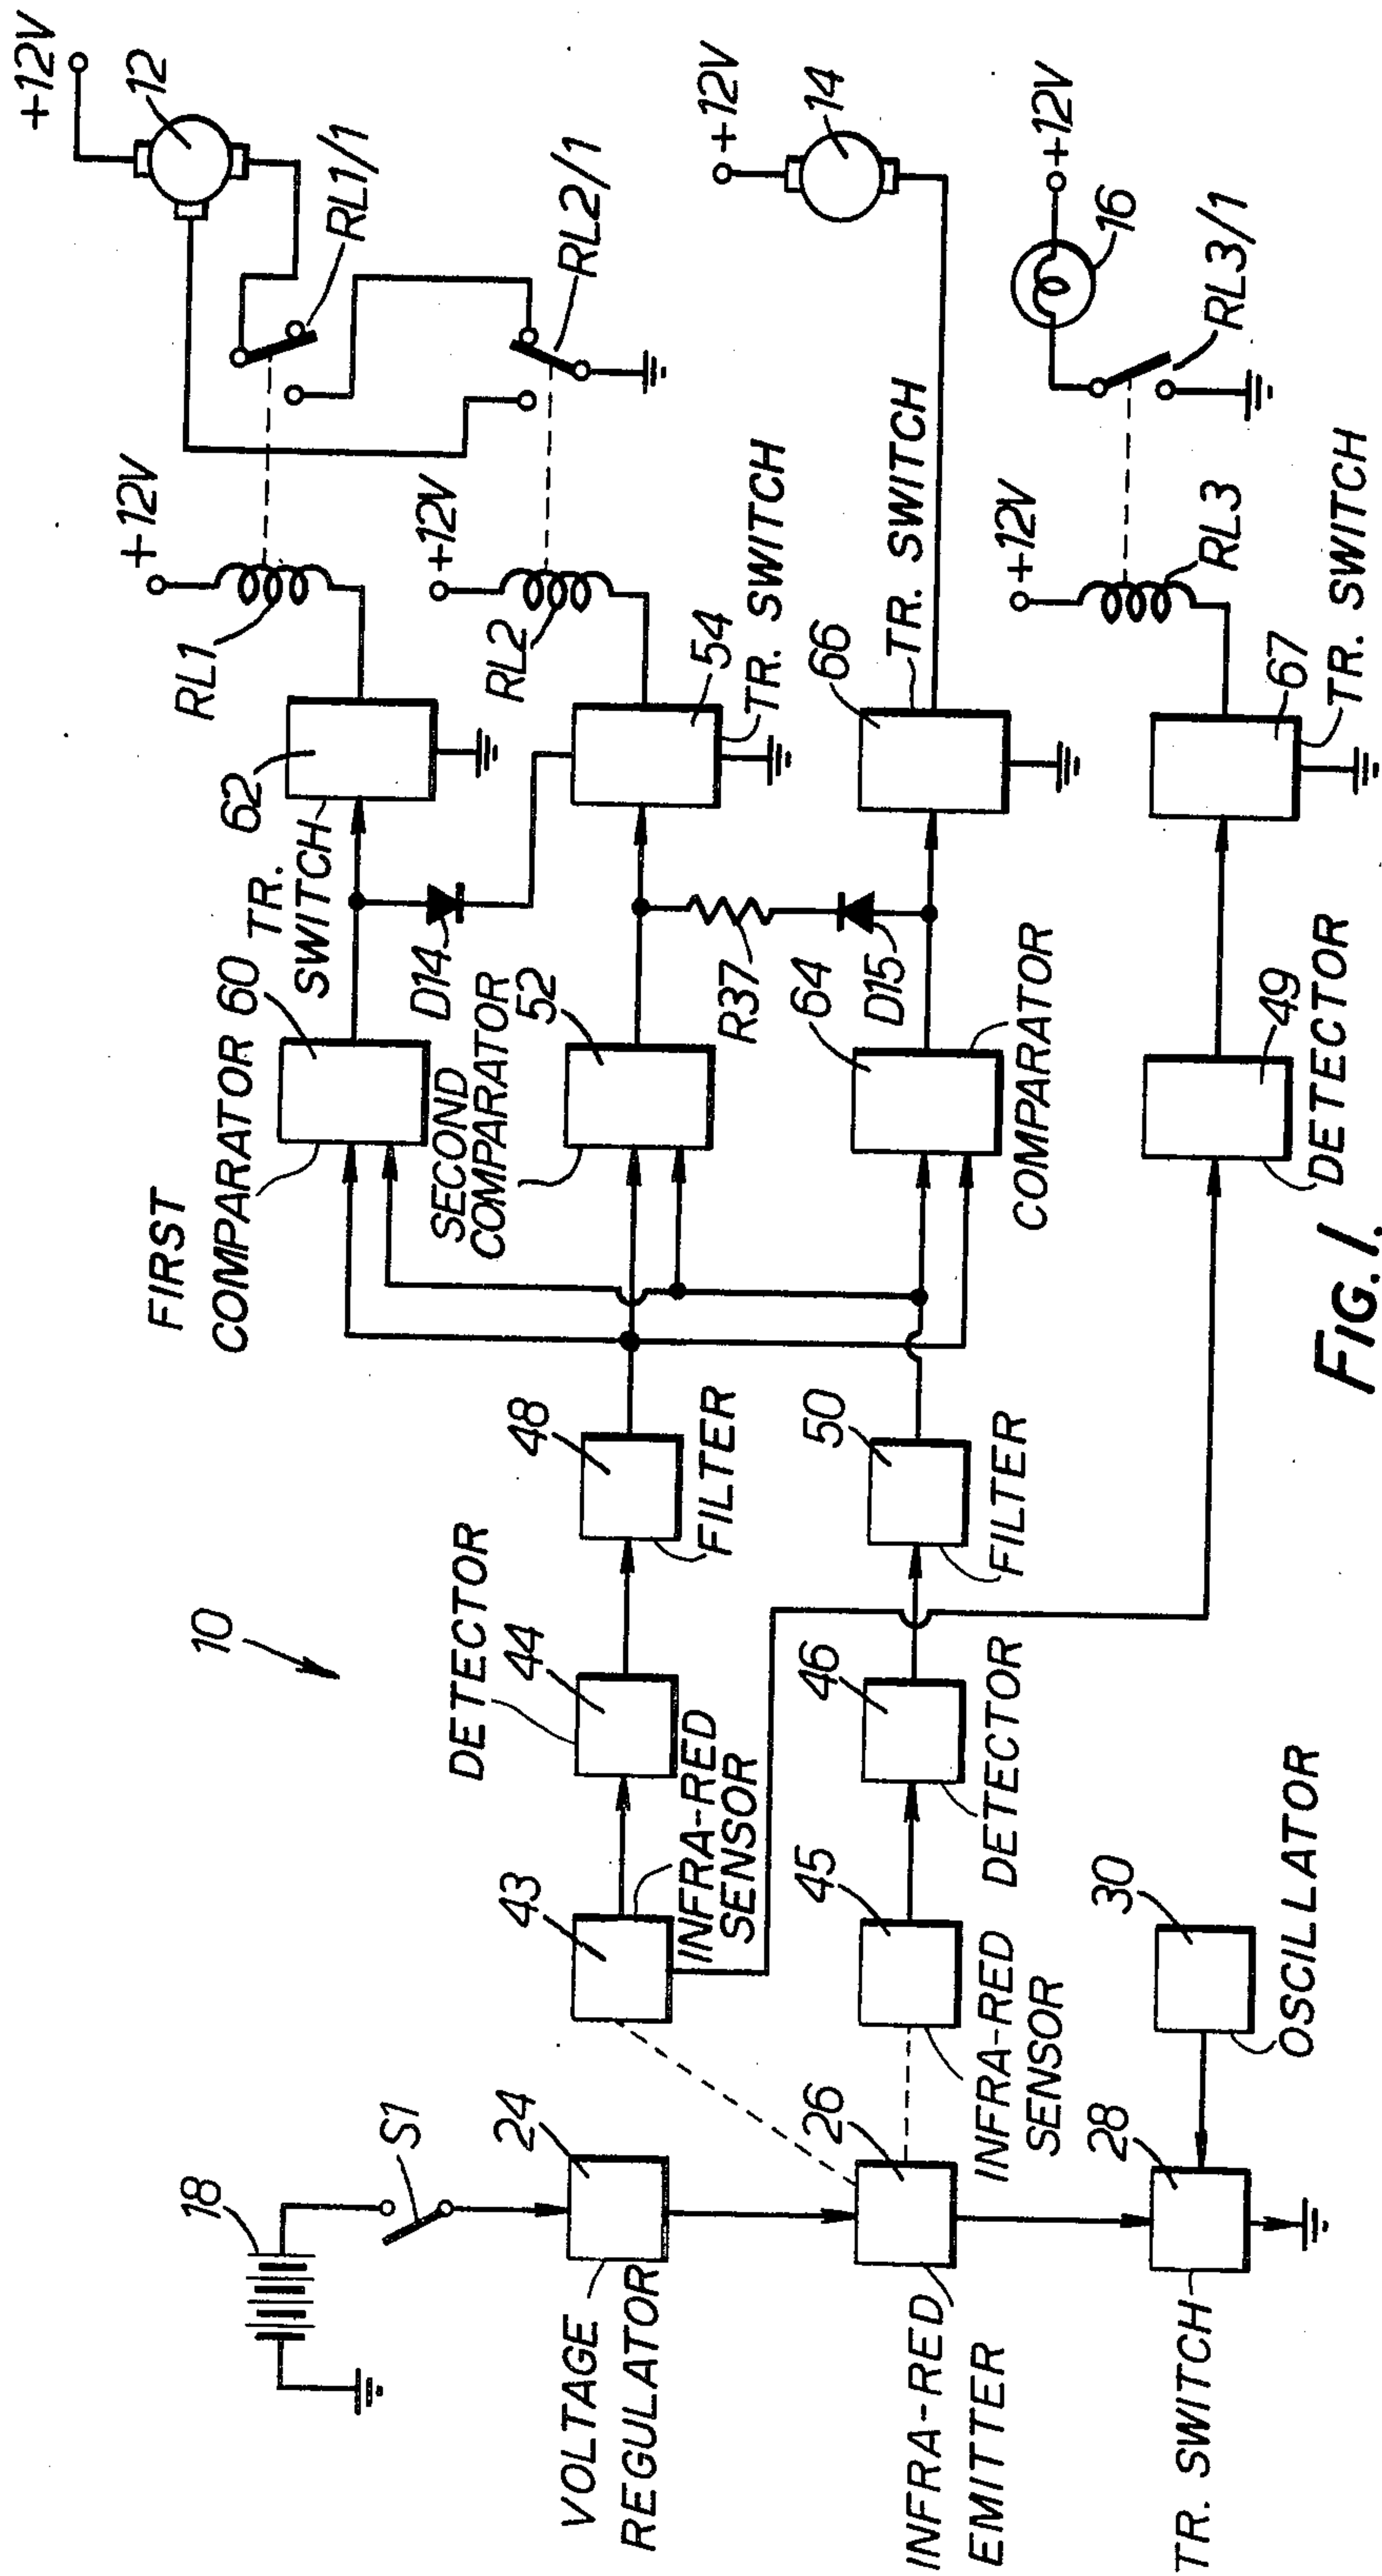 +12V
12
RL1/1
RL2/1
+12V
14
+12V
16
RL3/1
+12V
RL1
+12V
RL2
TR. SWITCH
54
TR. SWITCH
66
+12V
RL3
67
TR. SWITCH
62
TR.
SWITCH
D14
R37
D15
FIRST
COMPARATOR 60
SECOND
COMPARATOR
52
64
COMPARATOR
49
DETECTOR
10
48
FILTER
50
FILTER
DETECTOR
44
46
DETECTOR
43
INFRA-RED
SENSOR
45
INFRA-RED
SENSOR
30
OSCILLATOR
18
S1
24
VOLTAGE
REGULATOR
26
INFRA-RED
EMITTER
28
TR. SWITCH
FIG. 1.